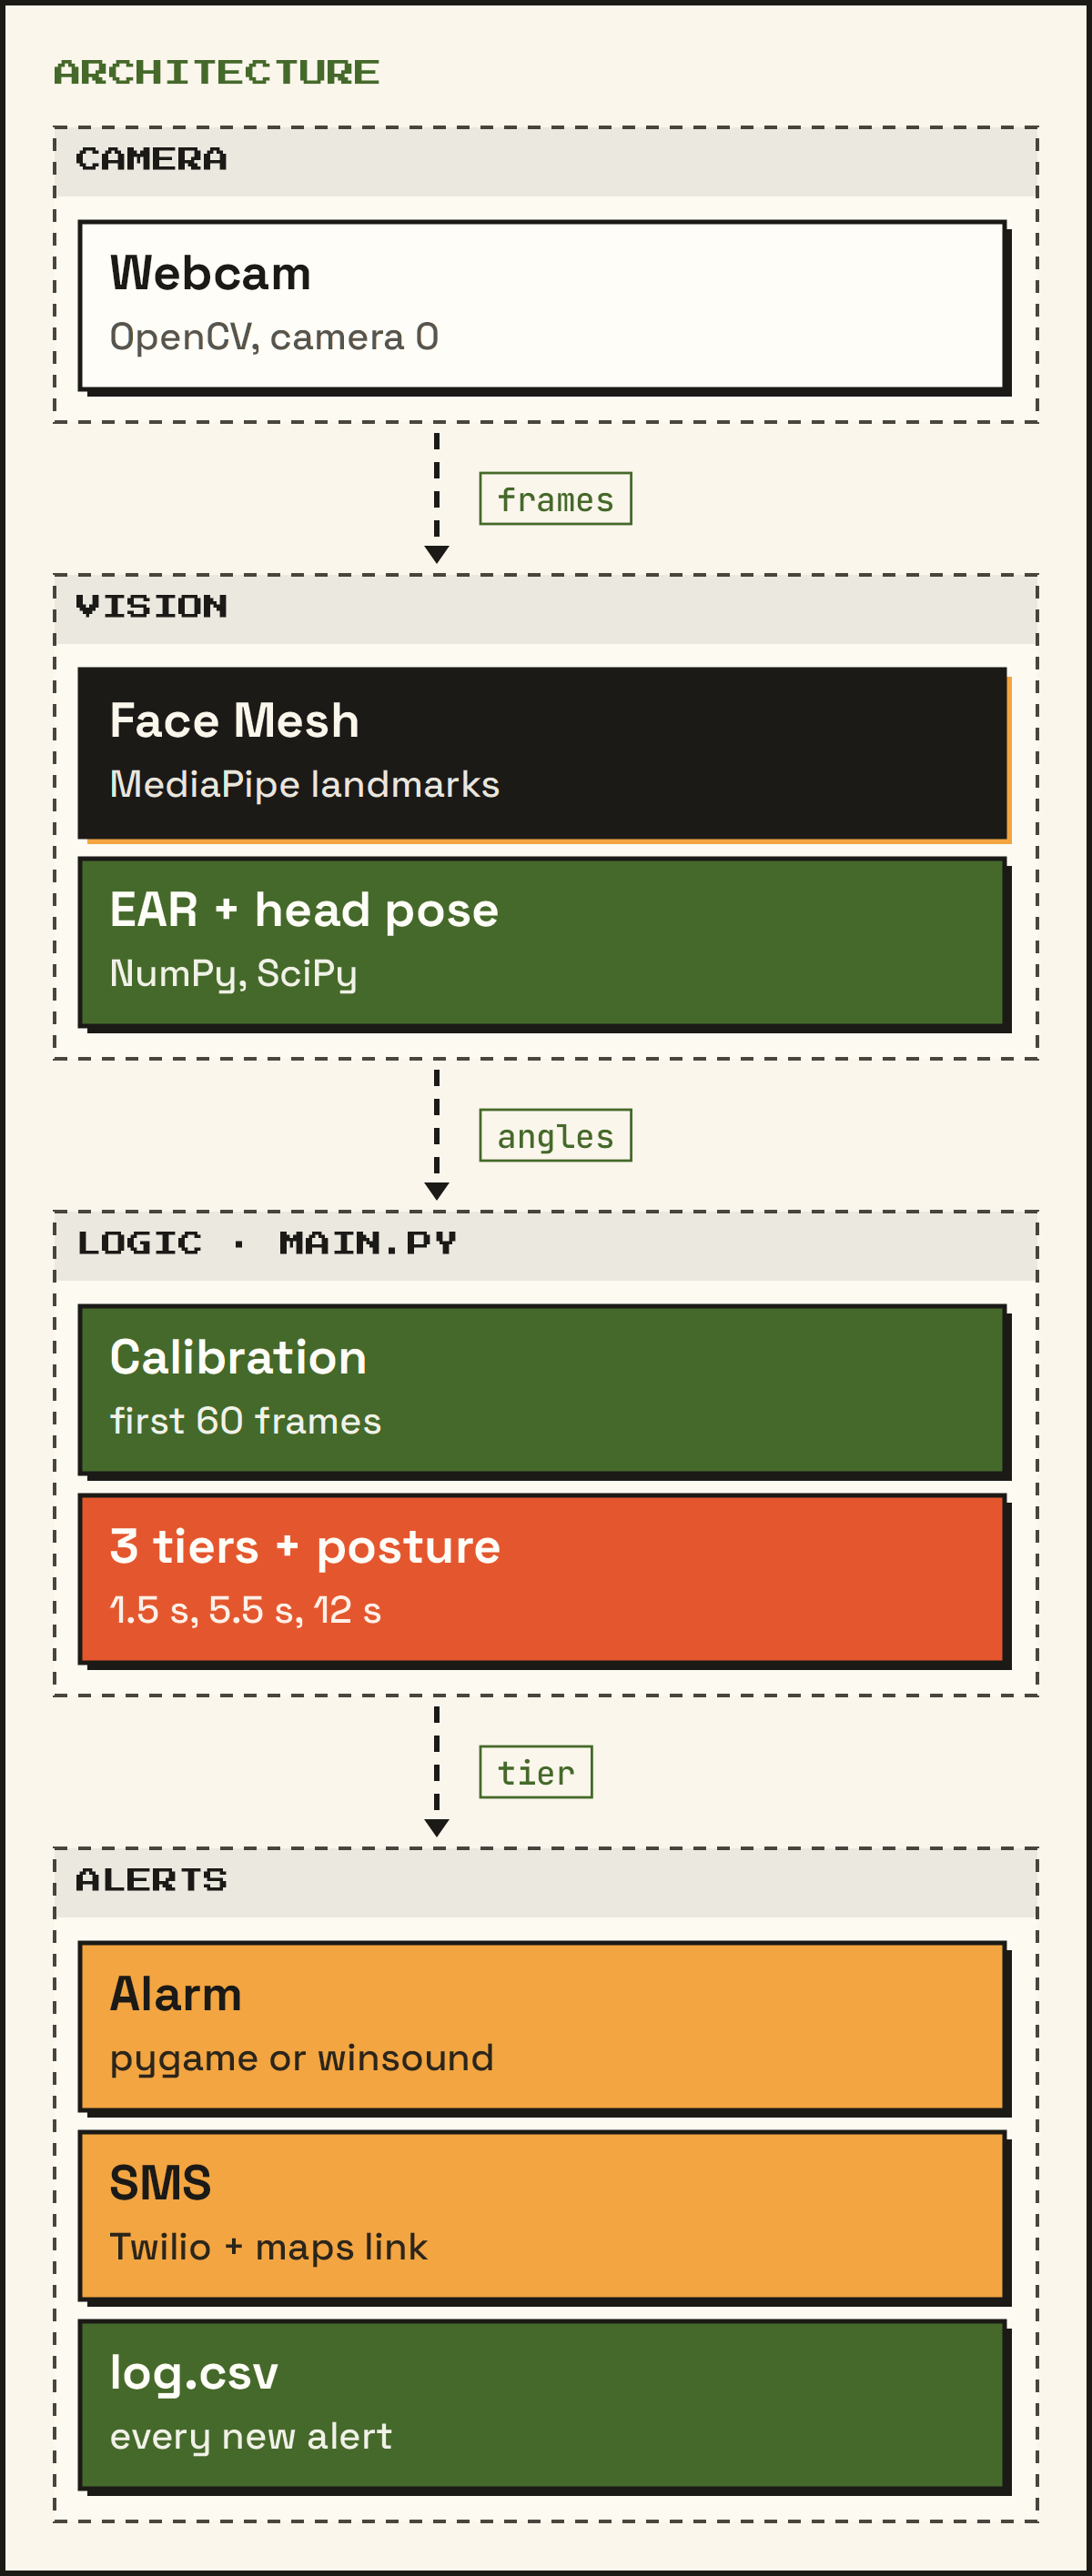 ARCHITECTURE
CAMERA
Webcam
OpenCV, camera 0
frames
VISION
Face Mesh
MediaPipe landmarks
EAR + head pose
NumPy, SciPy
angles
LOGIC · MAIN.PY
Calibration
first 60 frames
3 tiers + posture
1.5 s, 5.5 s, 12 s
tier
ALERTS
Alarm
pygame or winsound
SMS
Twilio + maps link
log.csv
every new alert